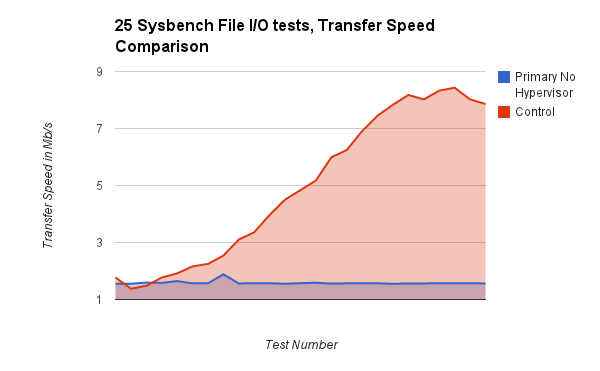 25 Sysbench File I/O tests, Transfer Speed
Comparison
Primary No
Hypervisor
Control
Transfer Speed in Mb/s
9
7
5
3
1
Test Number